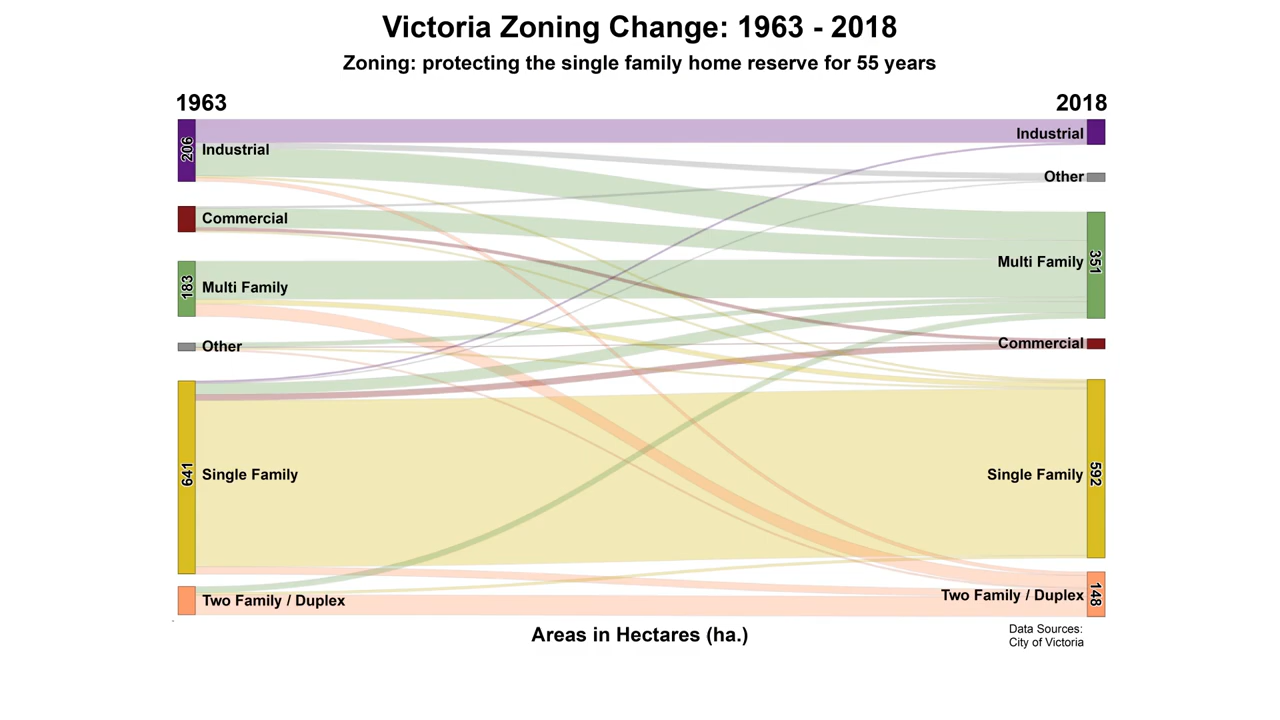 Victoria Zoning Change: 1963 - 2018
Zoning: protecting the single family home reserve for 55 years
1963
2018
206
Industrial
Industrial
Other
Commercial
183
Multi Family
Multi Family
351
Other
Commercial
641
Single Family
Single Family
592
Two Family / Duplex
Two Family / Duplex
148
Areas in Hectares (ha.)
Data Sources:
City of Victoria